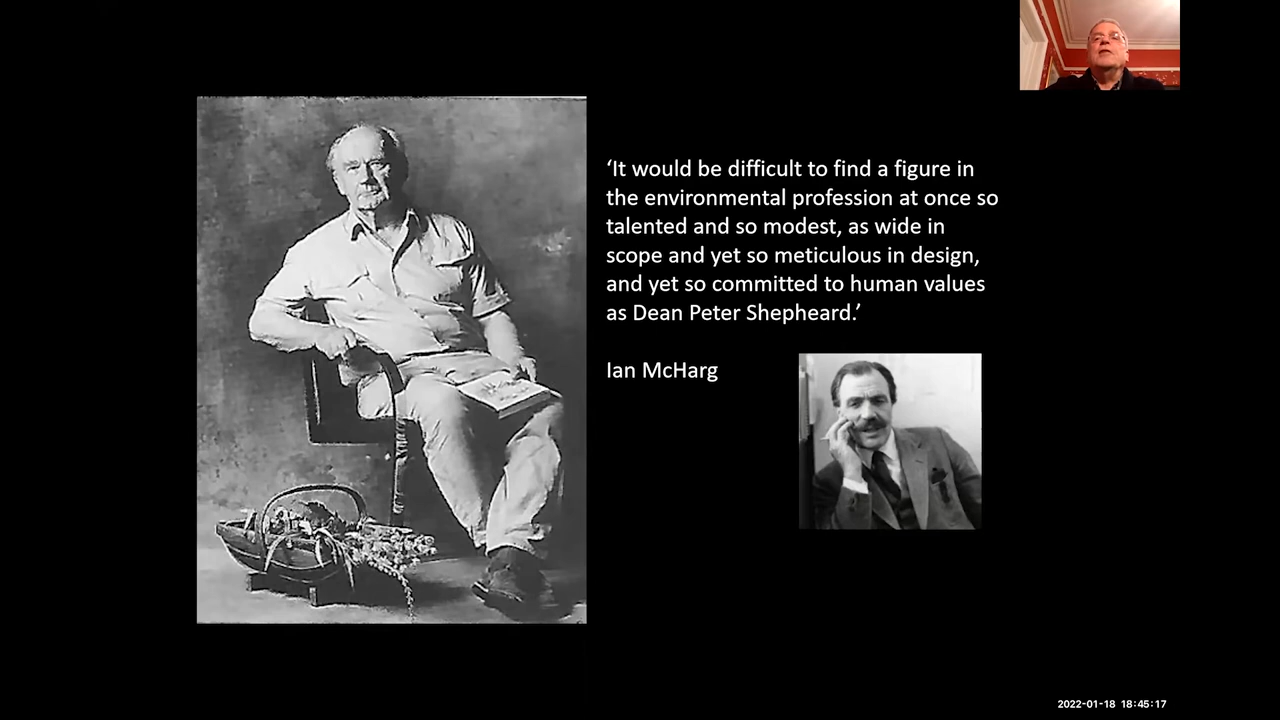 ‘It would be difficult to find a figure in
the environmental profession at once so
talented and so modest, as wide in
scope and yet so meticulous in design,
and yet so committed to human values
as Dean Peter Shepheard.’
Ian McHarg
2022-01-18 18:45:17